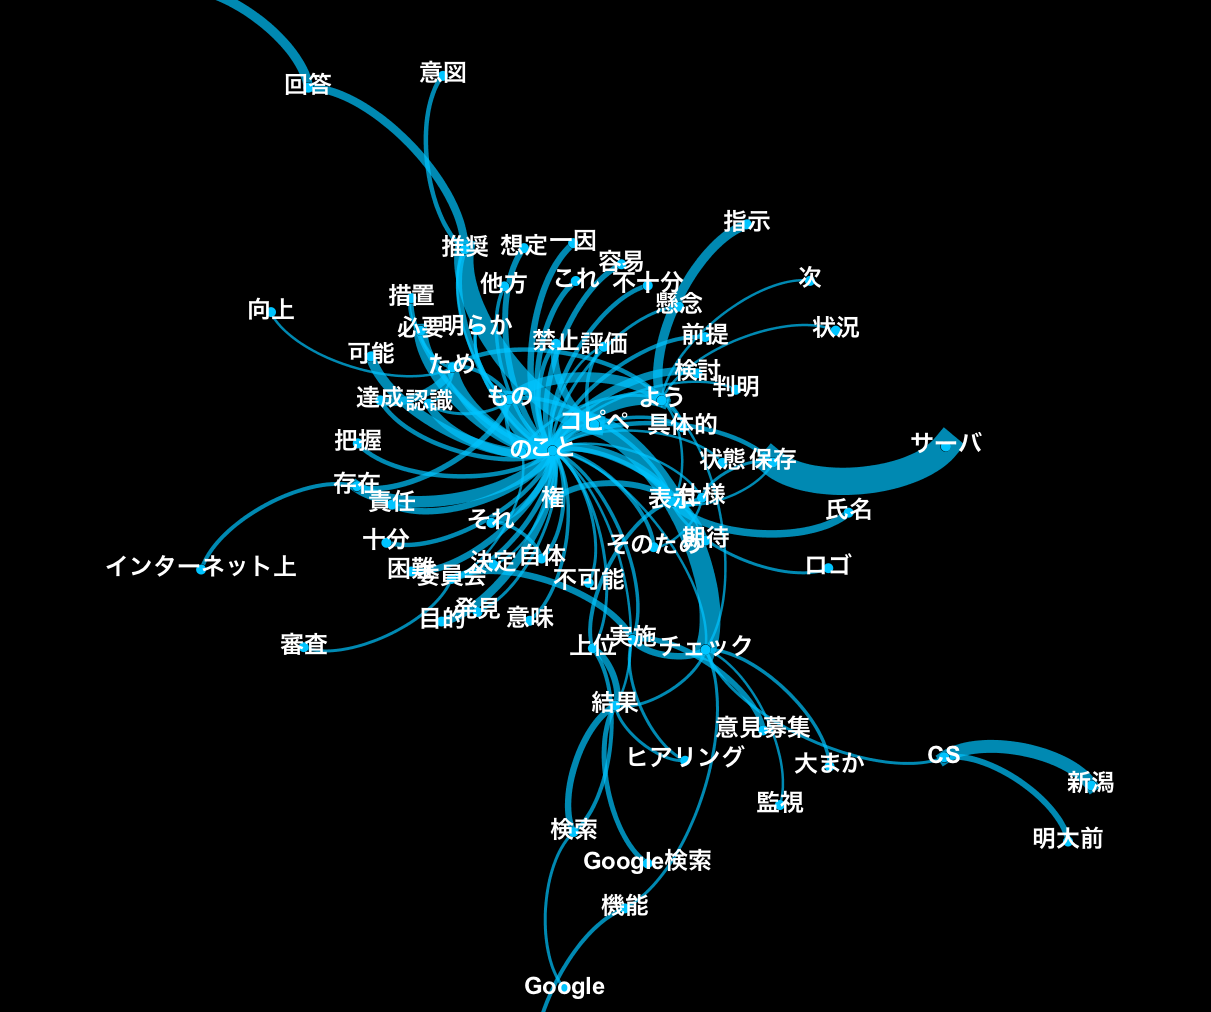 回答
意図
指示
推奨
想定
一因
容易
他方
これ
不十分
次
措置
懸念
向上
必要
明らか
禁止
評価
前提
状況
可能
ため
検討
判明
達成
認識
もの
よう
コピペ
具体的
把握
のこと
状態
保存
サーバ
存在
責任
権
表示
仕様
氏名
それ
十分
そのため
期待
インターネット上
困難
委員会
決定
自体
不可能
ロゴ
目的
発見
意味
審査
上位
実施
チェック
結果
意見募集
ヒアリング
大まか
CS
新潟
監視
検索
明大前
Google検索
機能
Google